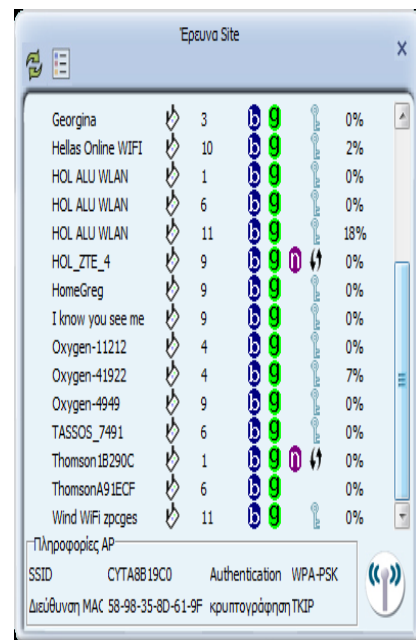 Έρευνα Site
x
Georgina 3 b g 0%
Hellas Online WIFI 10 b g 2%
HOL ALU WLAN 1 b g 0%
HOL ALU WLAN 6 b g 0%
HOL ALU WLAN 11 b g 18%
HOL_ZTE_4 9 b g n 0%
HomeGreg 9 b g 0%
I know you see me 9 b g 0%
Oxygen-11212 4 b g 0%
Oxygen-41922 4 b g 7%
Oxygen-4949 9 b g 0%
TASSOS_7491 6 b g 0%
Thomson1B290C 1 b g n 0%
ThomsonA91ECF 6 b g 0%
Wind WiFi zpcges 11 b g 0%
Πληροφορίες AP
SSID CYTA8B19C0 Authentication WPA-PSK
Διεύθυνση MAC 58-98-35-8D-61-9F κρυπτογράφηση TKIP